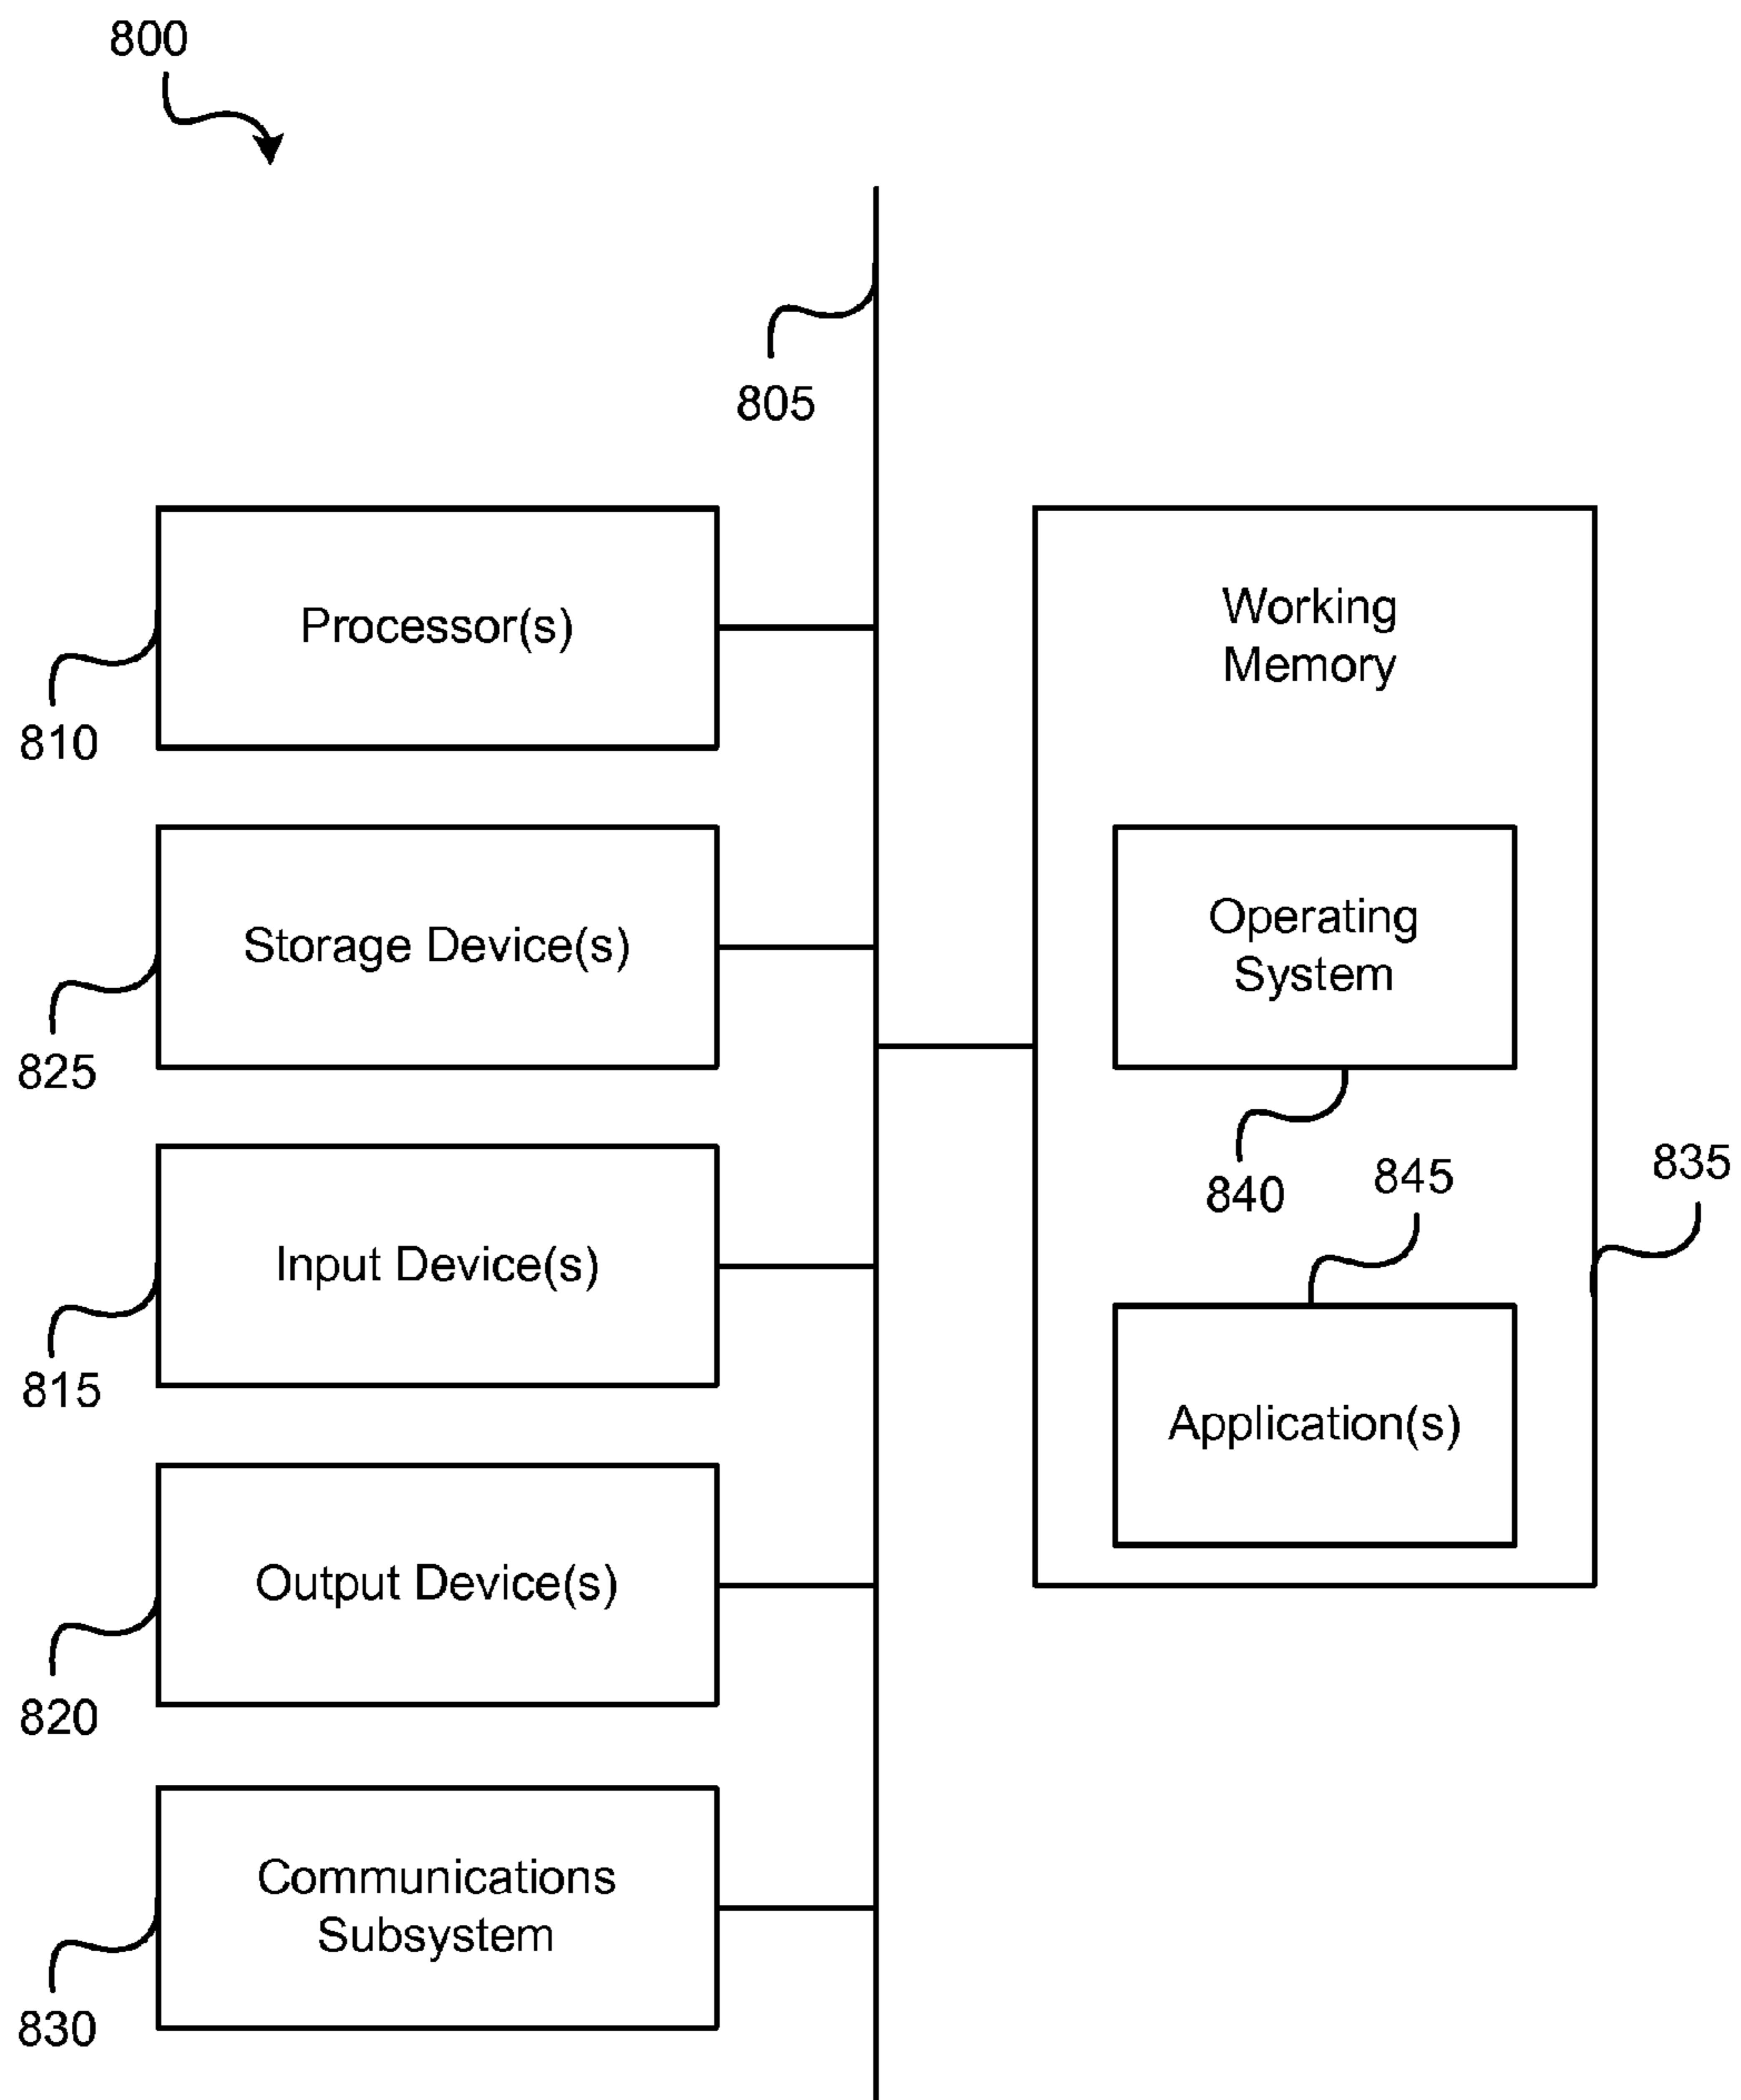 800
805
Processor(s)
810
Storage Device(s)
825
Input Device(s)
815
Output Device(s)
820
Communications
Subsystem
830
Working
Memory
Operating
System
840
845
835
Application(s)